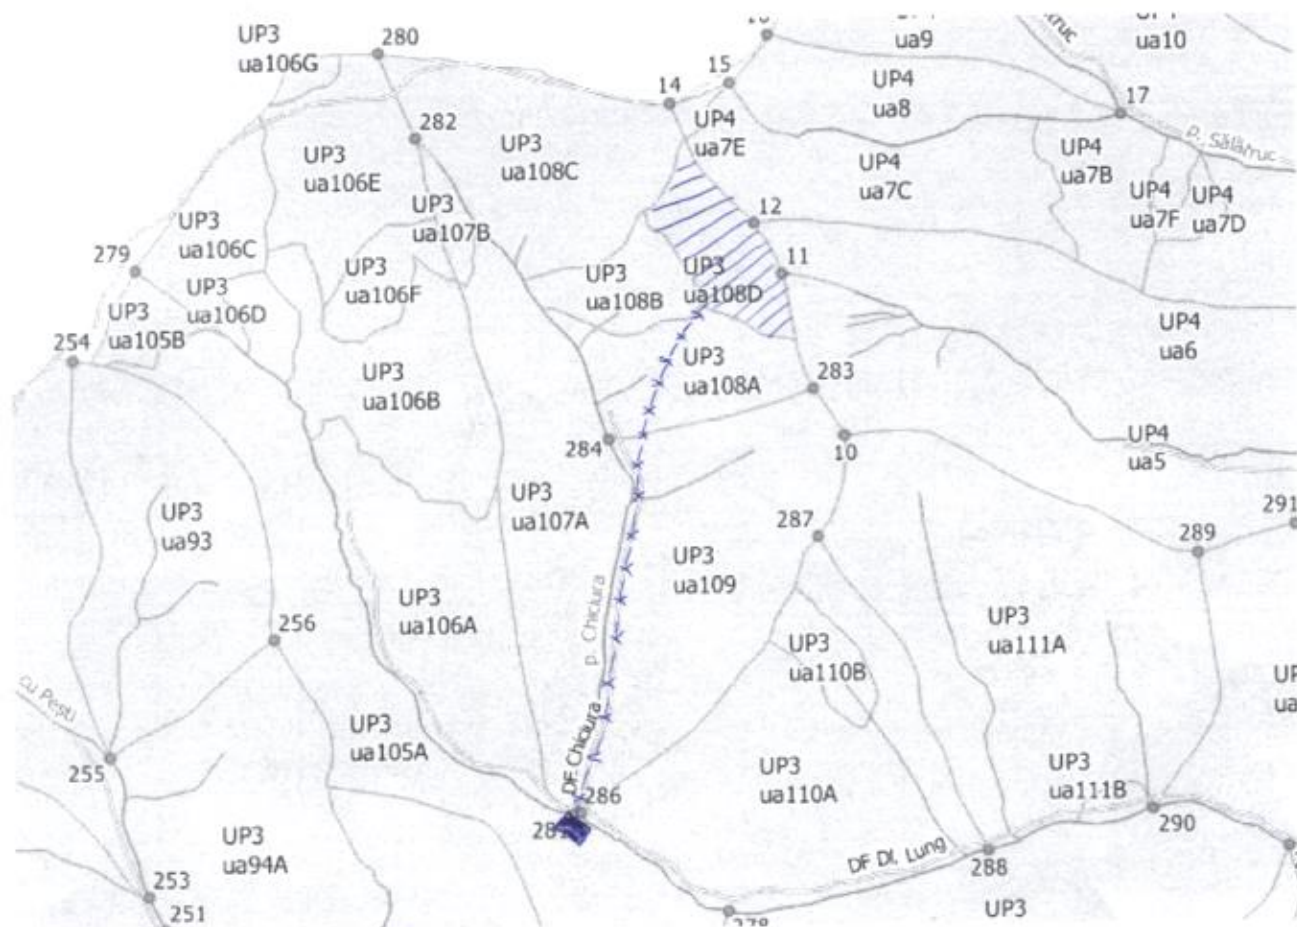 280
UP3
ua106G
15
14
ua9
ua10
UP4
ua8
17
UP4
ua7E
282
UP3
ua108C
p. Sălătruc
UP3
ua106E
UP4
ua7C
UP4
ua7B
UP4
ua7F
UP4
ua7D
UP3
ua107B
12
UP3
ua106C
279
UP3
ua106F
UP3
ua108B
UP3
ua108D
11
UP3
ua106D
UP3
ua105B
254
UP4
ua6
UP3
ua106B
UP3
ua108A
283
284
10
UP4
ua5
UP3
ua107A
UP3
ua93
287
291
289
UP3
ua109
p. Chiciura
UP3
ua106A
256
UP3
ua111A
UP3
ua110B
cu Pești
UP3
ua105A
DF. Chiciura
255
UP3
ua110A
UP3
ua111B
286
290
UP3
ua94A
DF Dl. Lung
288
253
251
UP3
278